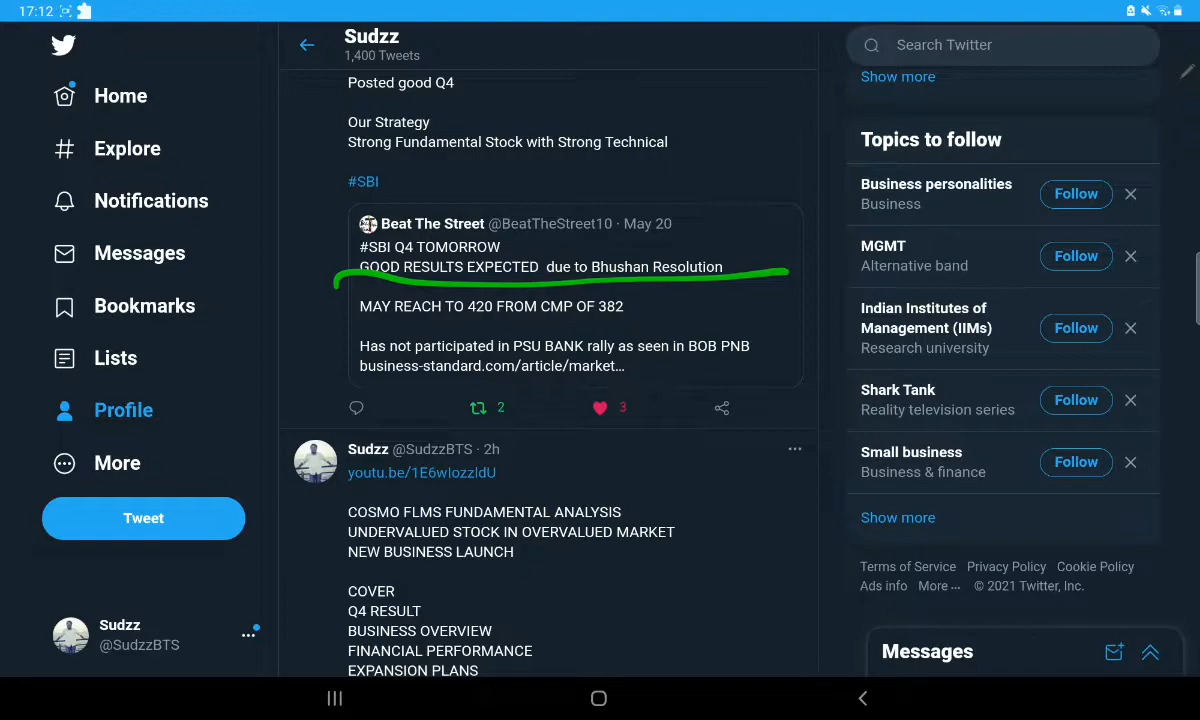 17:12
Home
Explore
Notifications
Messages
Bookmarks
Lists
Profile
More
Tweet
Sudzz
@SudzzBTS
Sudzz
1,400 Tweets
Posted good Q4
Our Strategy
Strong Fundamental Stock with Strong Technical
#SBI
Beat The Street @BeatTheStreet10 · May 20
#SBI Q4 TOMORROW
GOOD RESULTS EXPECTED due to Bhushan Resolution
MAY REACH TO 420 FROM CMP OF 382
Has not participated in PSU BANK rally as seen in BOB PNB
business-standard.com/article/market…
2
3
Sudzz @SudzzBTS · 2h
youtu.be/1E6wIozzIdU
COSMO FLMS FUNDAMENTAL ANALYSIS
UNDERVALUED STOCK IN OVERVALUED MARKET
NEW BUSINESS LAUNCH
COVER
Q4 RESULT
BUSINESS OVERVIEW
FINANCIAL PERFORMANCE
EXPANSION PLANS
Search Twitter
Show more
Topics to follow
Business personalities
Business
Follow
MGMT
Alternative band
Follow
Indian Institutes of
Management (IIMs)
Research university
Follow
Shark Tank
Reality television series
Follow
Small business
Business & finance
Follow
Show more
Terms of Service Privacy Policy Cookie Policy
Ads info More ··· © 2021 Twitter, Inc.
Messages